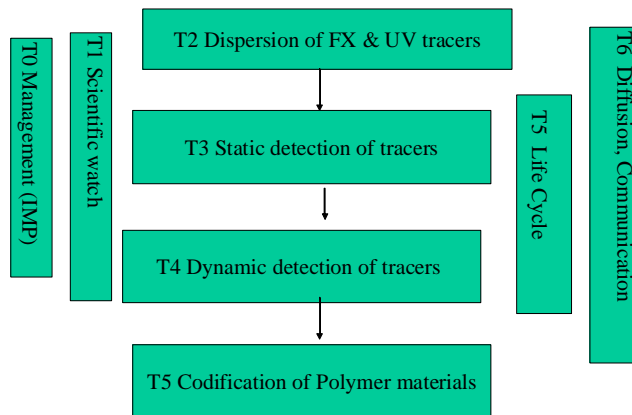 T0 Management (IMP)
T1 Scientific watch
T2 Dispersion of FX & UV tracers
T3 Static detection of tracers
T4 Dynamic detection of tracers
T5 Codification of Polymer materials
T5 Life Cycle
T6 Diffusion, Communication